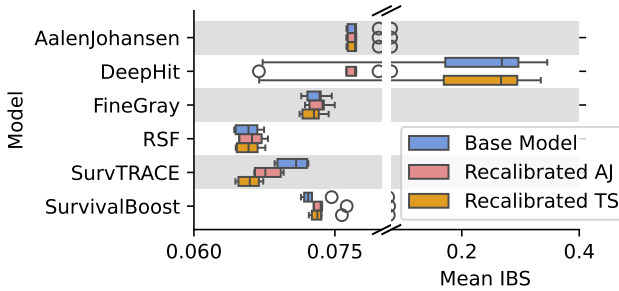 Model
AalenJohansen
DeepHit
FineGray
RSF
SurvTRACE
SurvivalBoost
Base Model
Recalibrated AJ
Recalibrated TS
0.060
0.075
0.2
0.4
Mean IBS